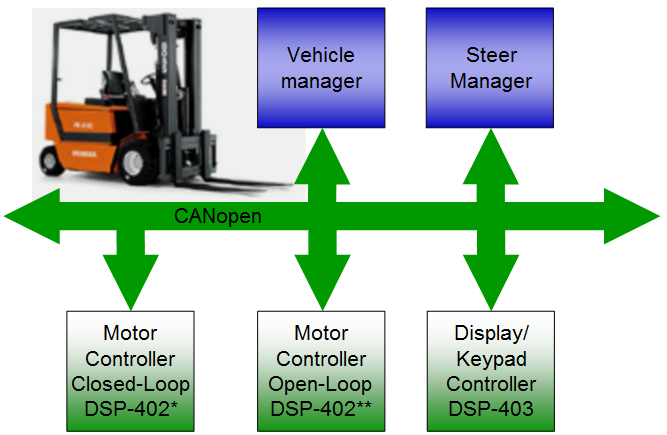 Vehicle
manager
Steer
Manager
CANopen
Motor
Controller
Closed-Loop
DSP-402*
Motor
Controller
Open-Loop
DSP-402**
Display/
Keypad
Controller
DSP-403